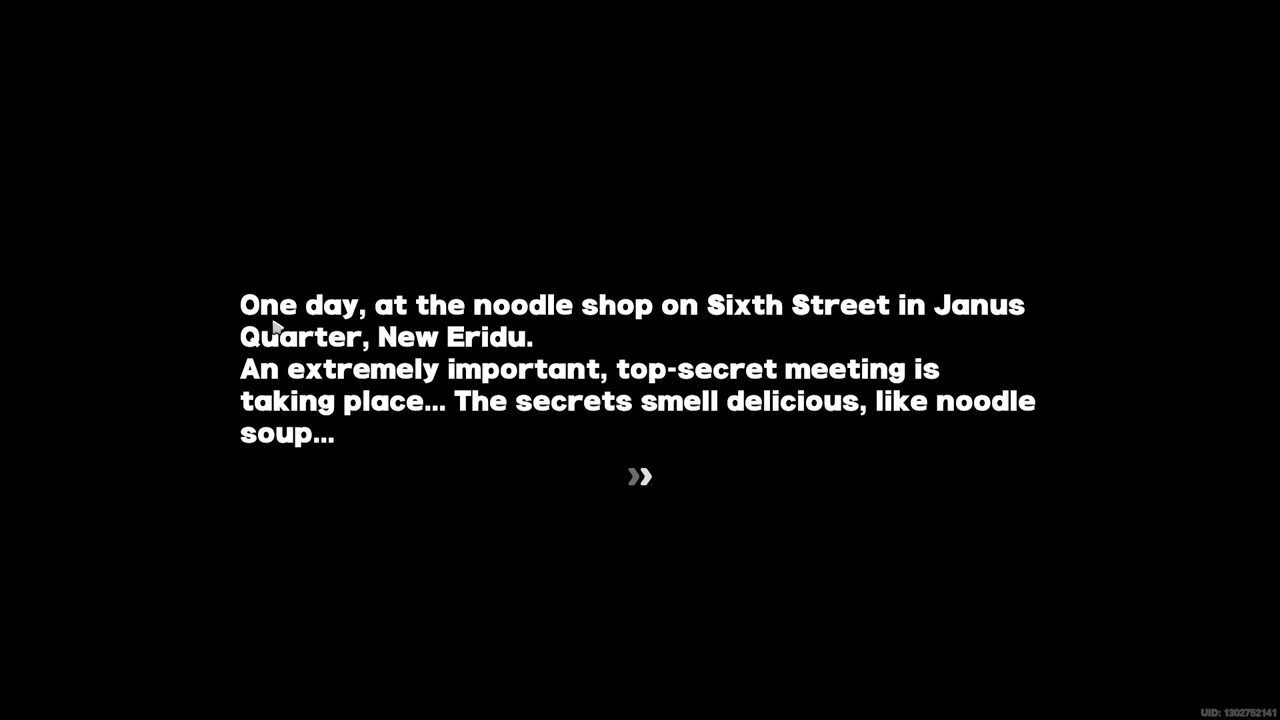 One day, at the noodle shop on Sixth Street in Janus
Quarter, New Eridu.
An extremely important, top-secret meeting is
taking place... The secrets smell delicious, like noodle
soup...
UID: 1302752141